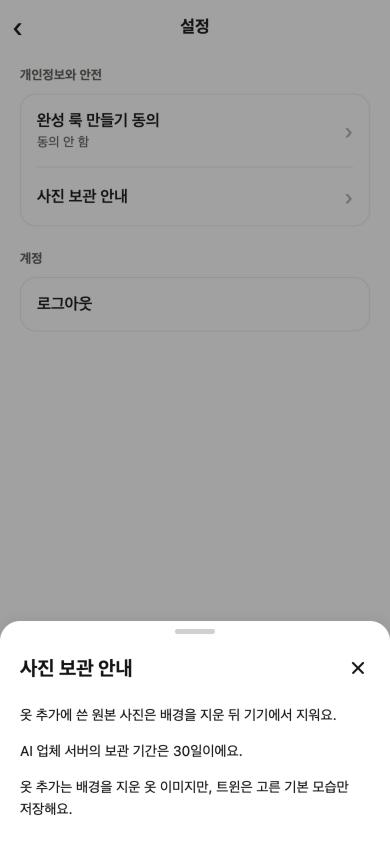 설정
개인정보와 안전
완성 룩 만들기 동의
동의 안 함
사진 보관 안내
계정
로그아웃
사진 보관 안내
옷 추가에 쓴 원본 사진은 배경을 지운 뒤 기기에서 지워요.
AI 업체 서버의 보관 기간은 30일이에요.
옷 추가는 배경을 지운 옷 이미지만, 트윈은 고른 기본 모습만
저장해요.